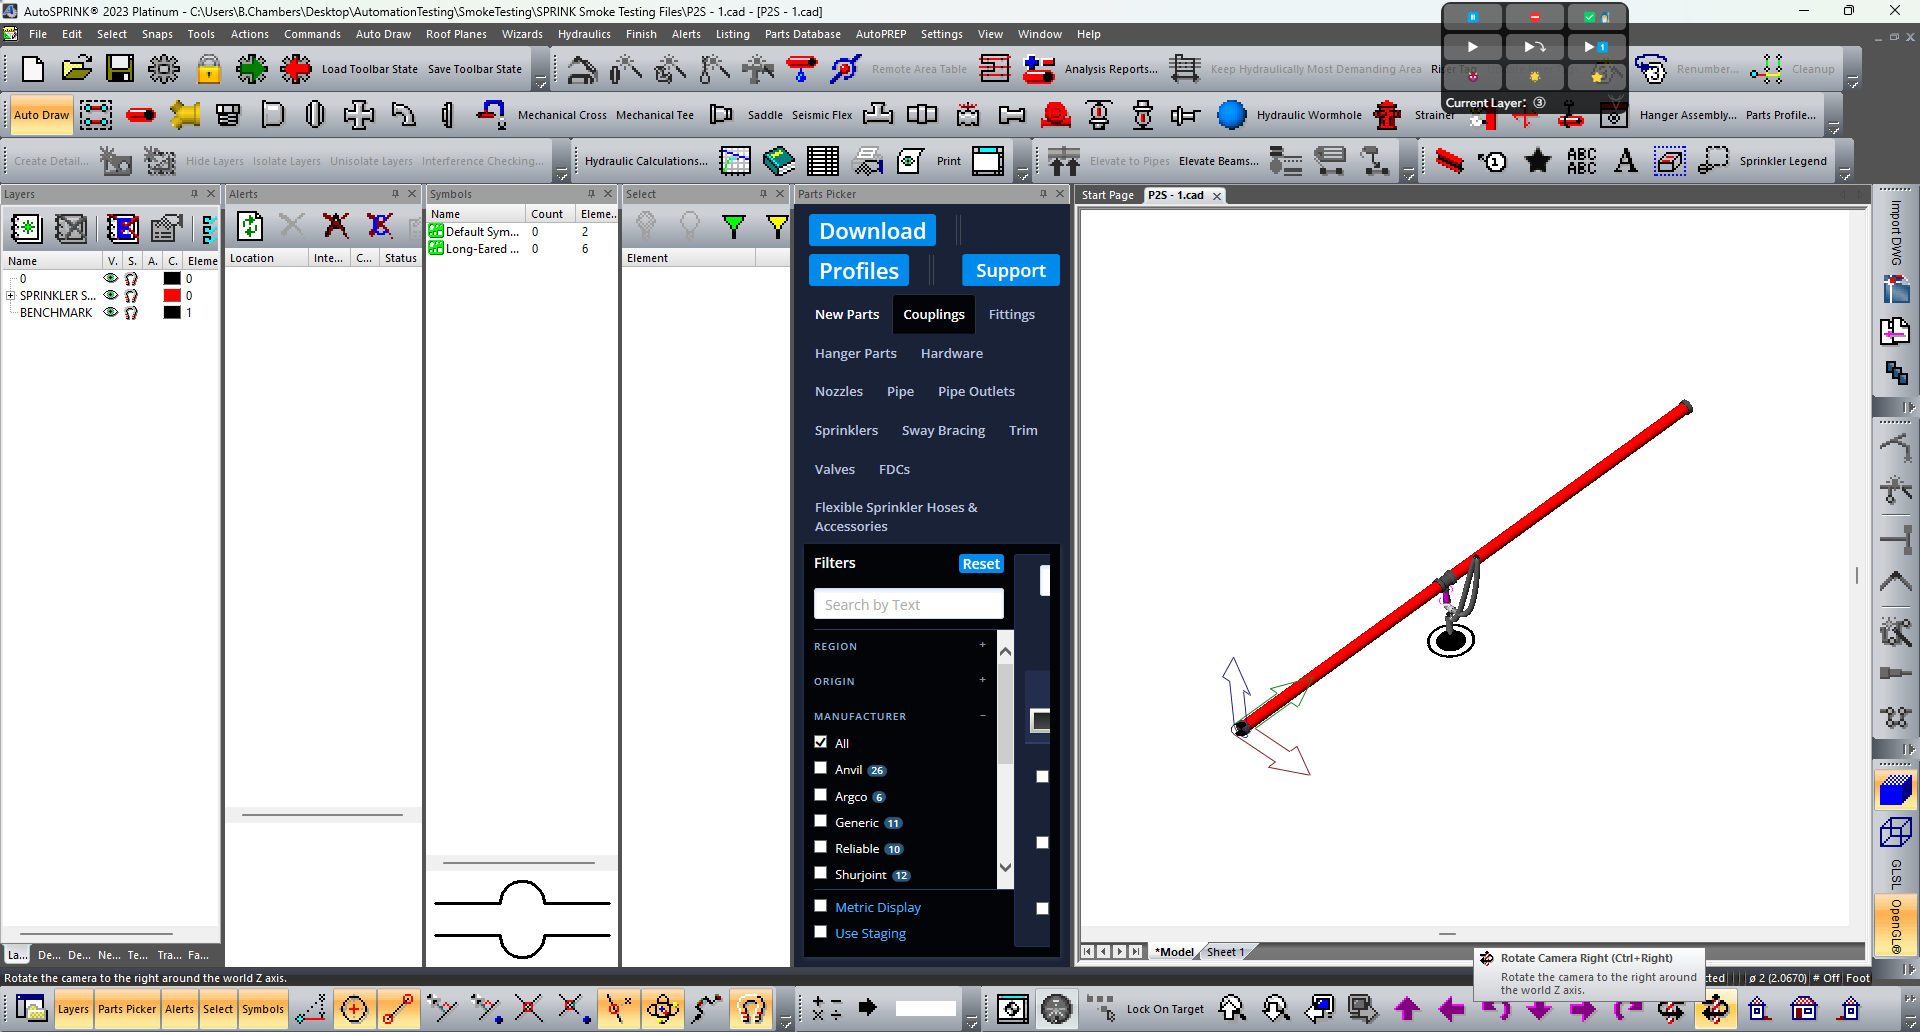 AutoSPRINK® 2023 Platinum - C:\Users\B.Chambers\Desktop\AutomationTesting\SmokeTesting\SPRINK Smoke Testing Files\P2S - 1.cad - [P2S - 1.cad]
File Edit Select Snaps Tools Actions Commands Auto Draw Roof Planes Wizards Hydraulics Finish Alerts Listing Parts Database AutoPREP Settings View Window Help
Load Toolbar State Save Toolbar State Remote Area Table Analysis Reports... Keep Hydraulically Most Demanding Area Renumber... Cleanup
Current Layer: 3
Auto Draw Mechanical Cross Mechanical Tee Saddle Seismic Flex Hydraulic Wormhole Strainer Hanger Assembly... Parts Profile...
Create Detail... Hide Layers Isolate Layers Unisolate Layers Interference Checking... Hydraulic Calculations... Print Elevate to Pipes Elevate Beams... 1 ABC ABC A Sprinkler Legend
Layers
Name V. S. A. C. Eleme
0 0
SPRINKLER S... 0
BENCHMARK 1
La... De... De... Ne... Te... Tra... Fa...
Alerts
Location Inte... C... Status
Symbols
Name Count Eleme...
Default Sym... 0 2
Long-Eared ... 0 6
Select
Element
Parts Picker
Download
Profiles Support
New Parts Couplings Fittings
Hanger Parts Hardware
Nozzles Pipe Pipe Outlets
Sprinklers Sway Bracing Trim
Valves FDCs
Flexible Sprinkler Hoses &
Accessories
Filters Reset
Search by Text
REGION +
ORIGIN +
MANUFACTURER −
All
Anvil 26
Argco 6
Generic 11
Reliable 10
Shurjoint 12
Metric Display
Use Staging
Start Page P2S - 1.cad
*Model Sheet 1
Import DWG
GLSL
OpenGL®
Rotate Camera Right (Ctrl+Right)
Rotate the camera to the right around
the world Z axis.
Rotate the camera to the right around the world Z axis.
ø 2 (2.0670) # Off Foot
Layers Parts Picker Alerts Select Symbols Lock On Target